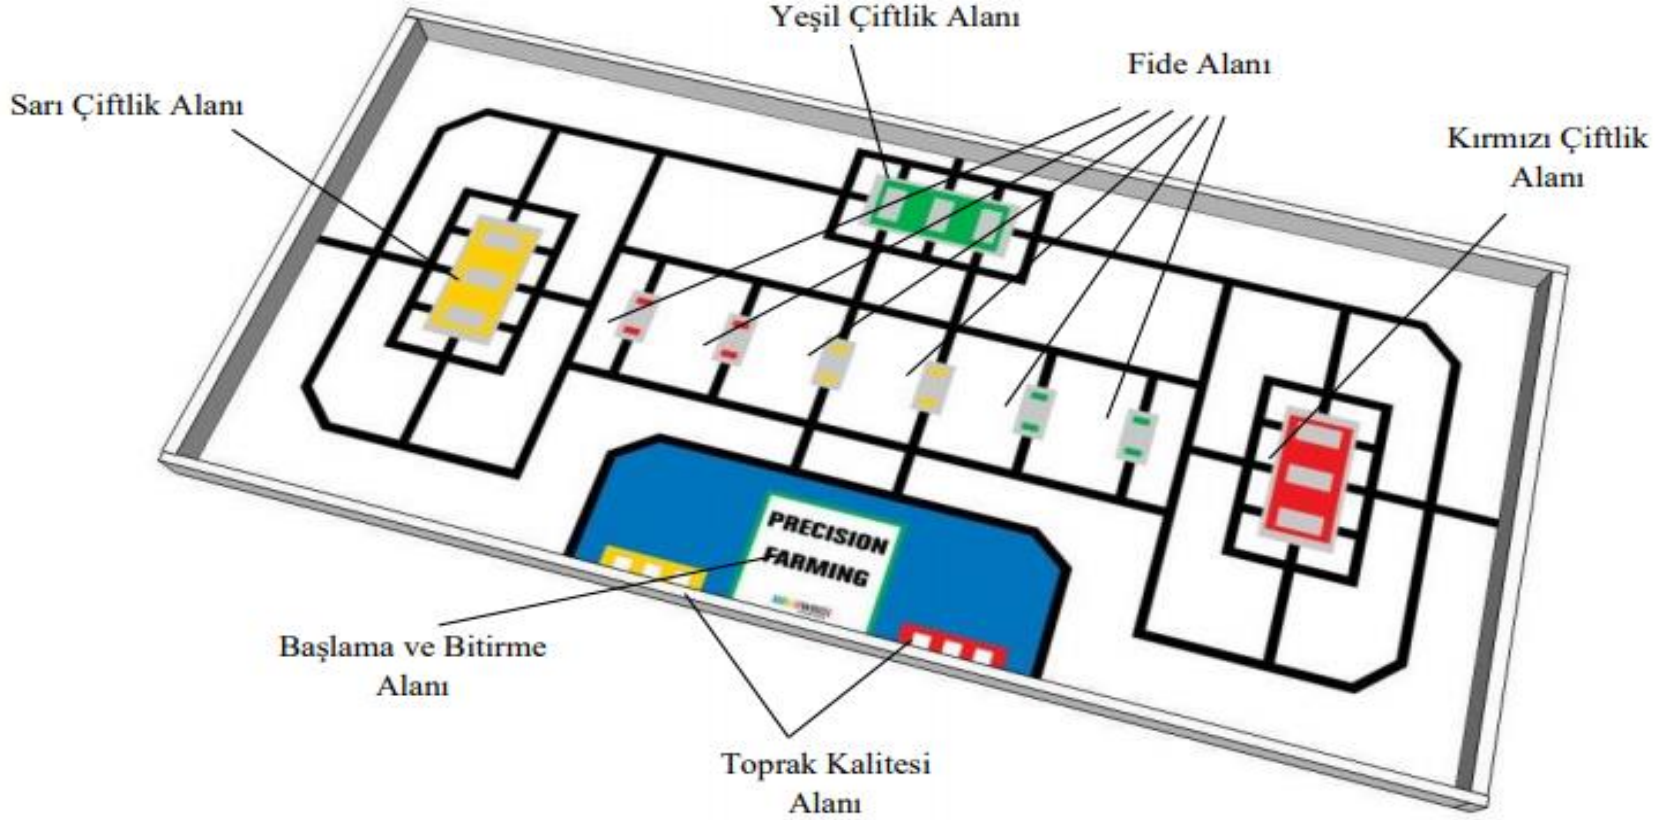 Yeşil Çiftlik Alanı
Fide Alanı
Sarı Çiftlik Alanı
Kırmızı Çiftlik
Alanı
PRECISION
FARMING
Başlama ve Bitirme
Alanı
Toprak Kalitesi
Alanı